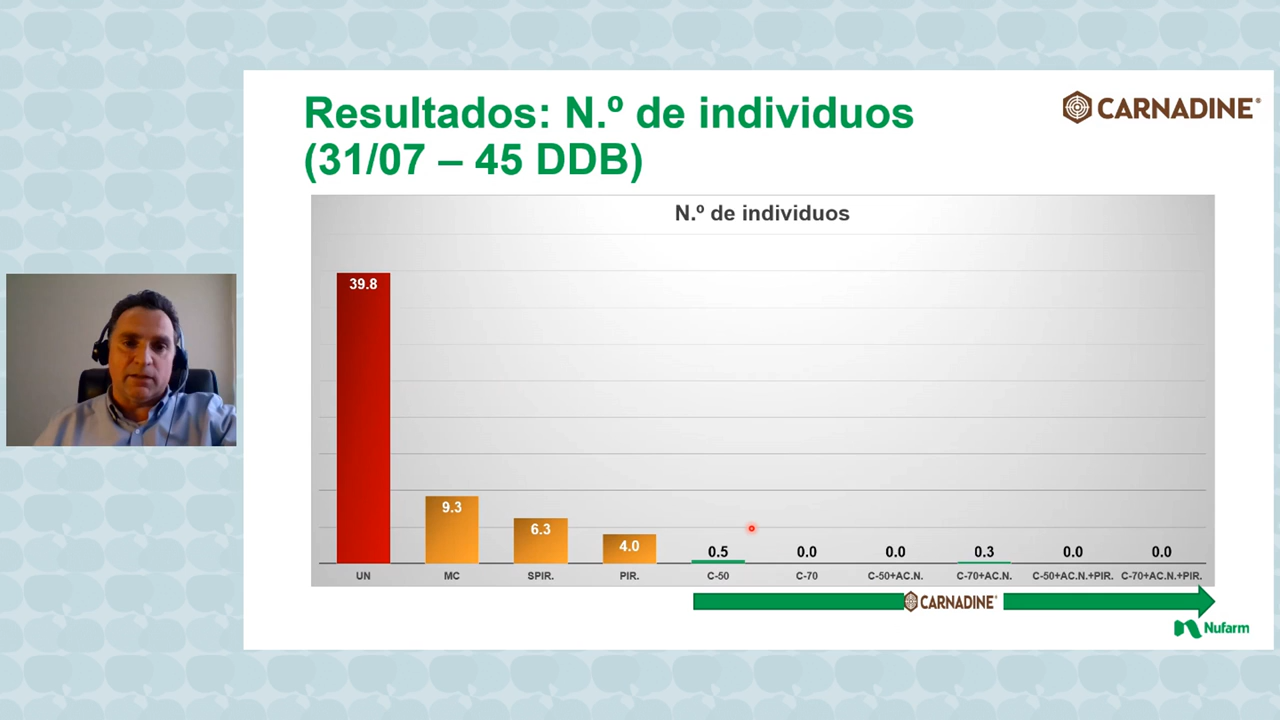 Resultados: N.º de individuos
(31/07 – 45 DDB)
CARNADINE®
N.º de individuos
39.8
9.3
6.3
4.0
0.5
0.0
0.0
0.3
0.0
0.0
UN
MC
SPIR.
PIR.
C-50
C-70
C-50+AC.N.
C-70+AC.N.
C-50+AC.N.+PIR.
C-70+AC.N.+PIR.
CARNADINE®
Nufarm